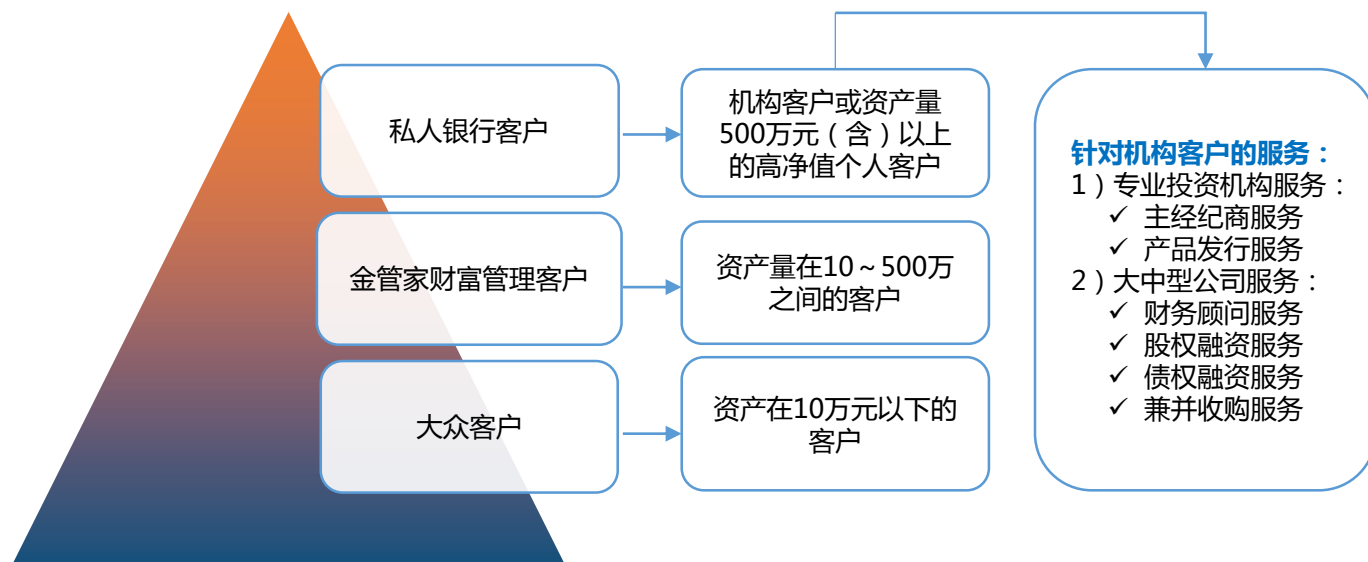 私人银行客户
机构客户或资产量
500万元（含）以上
的高净值个人客户
金管家财富管理客户
资产量在10～500万
之间的客户
大众客户
资产在10万元以下的
客户
针对机构客户的服务：
1）专业投资机构服务：
✓ 主经纪商服务
✓ 产品发行服务
2）大中型公司服务：
✓ 财务顾问服务
✓ 股权融资服务
✓ 债权融资服务
✓ 兼并收购服务